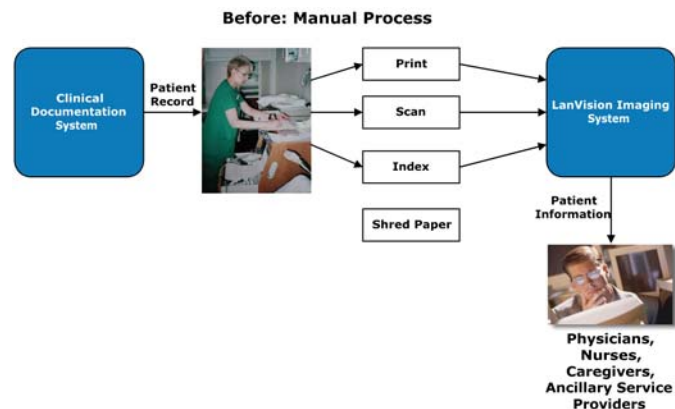 Before: Manual Process
Clinical
Documentation
System
Patient
Record
Print
Scan
Index
Shred Paper
LanVision Imaging
System
Patient
Information
Physicians,
Nurses,
Caregivers,
Ancillary Service
Providers